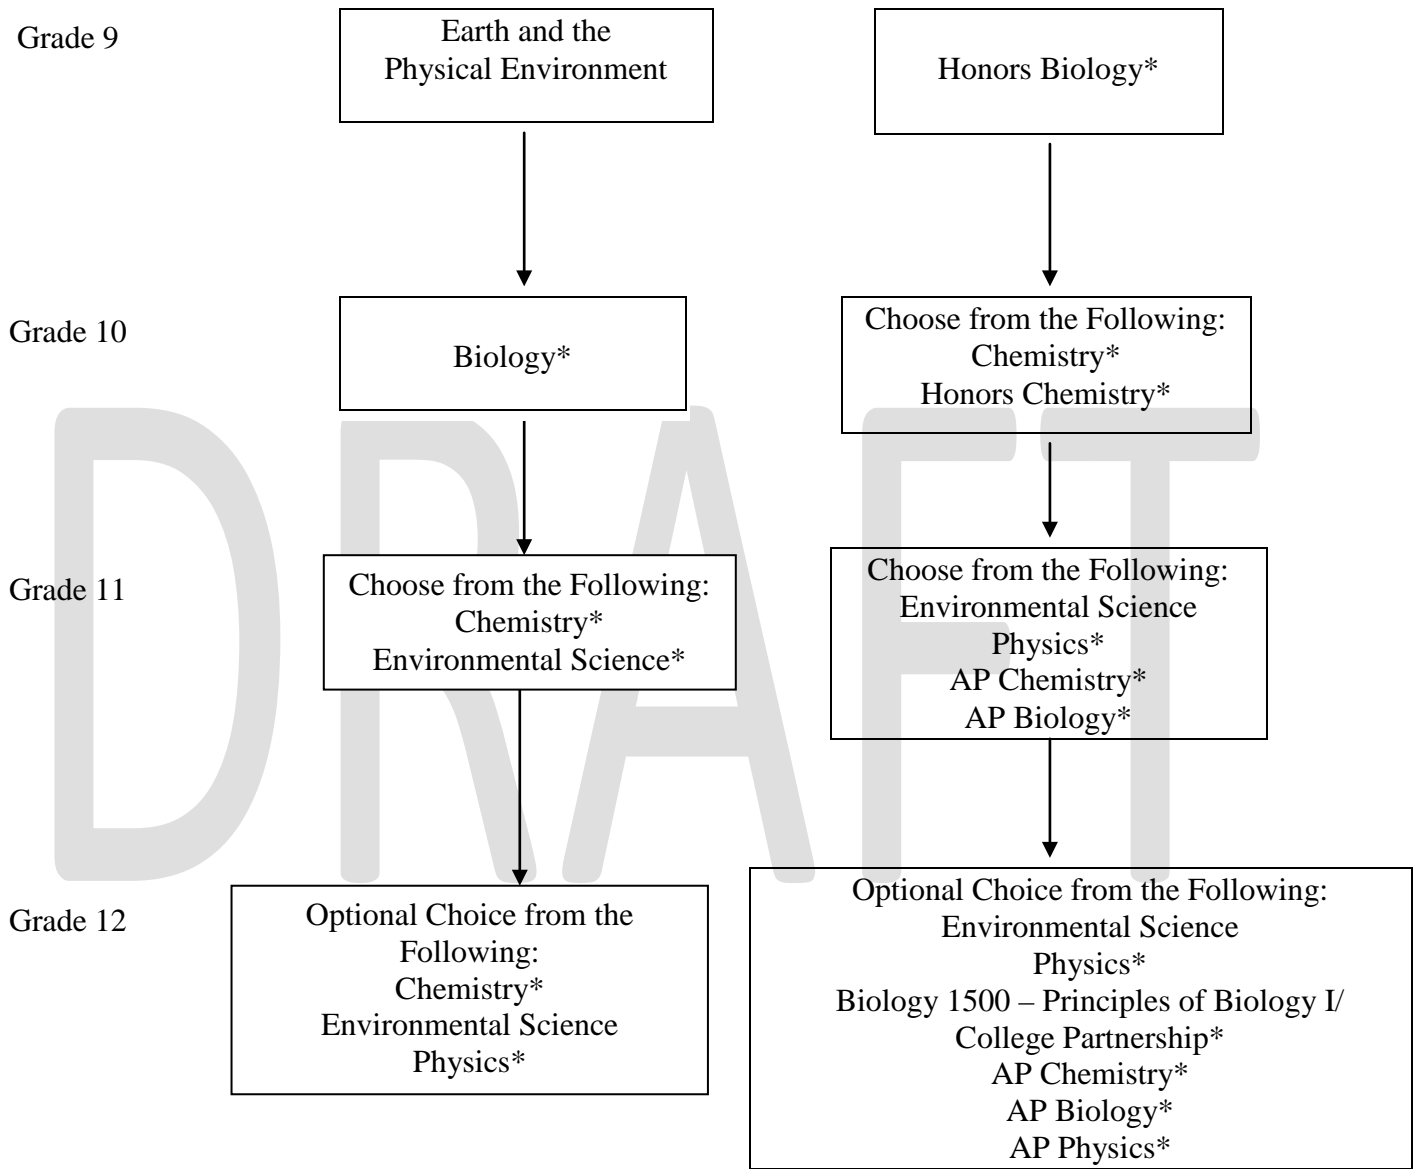 Grade 9
Earth and the
Physical Environment
Honors Biology*
Grade 10
Biology*
Choose from the Following:
Chemistry*
Honors Chemistry*
Grade 11
Choose from the Following:
Chemistry*
Environmental Science*
Choose from the Following:
Environmental Science
Physics*
AP Chemistry*
AP Biology*
Grade 12
Optional Choice from the
Following:
Chemistry*
Environmental Science
Physics*
Optional Choice from the Following:
Environmental Science
Physics*
Biology 1500 – Principles of Biology I/
College Partnership*
AP Chemistry*
AP Biology*
AP Physics*
DRAFT